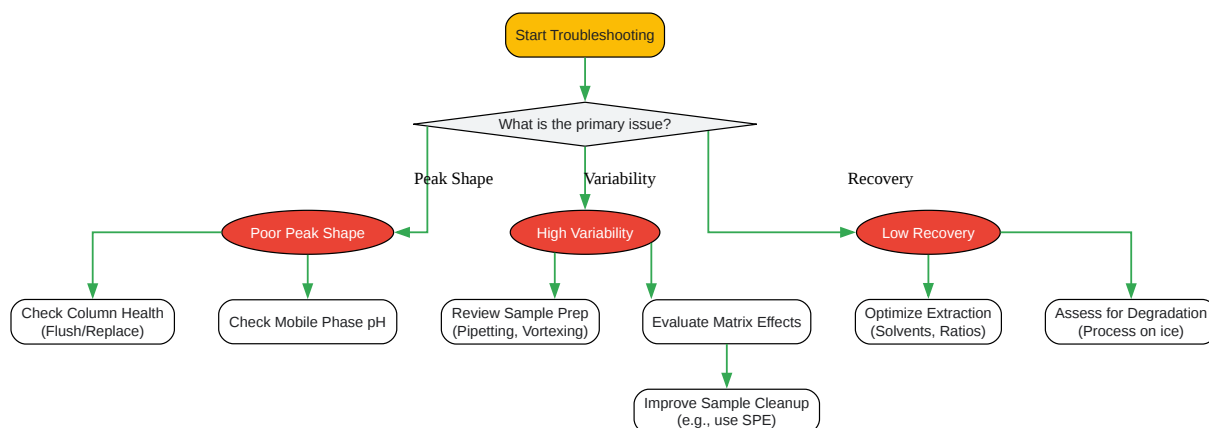 Start Troubleshooting
What is the primary issue?
Peak Shape
Variability
Recovery
Poor Peak Shape
High Variability
Low Recovery
Check Column Health
(Flush/Replace)
Check Mobile Phase pH
Review Sample Prep
(Pipetting, Vortexing)
Evaluate Matrix Effects
Optimize Extraction
(Solvents, Ratios)
Assess for Degradation
(Process on ice)
Improve Sample Cleanup
(e.g., use SPE)